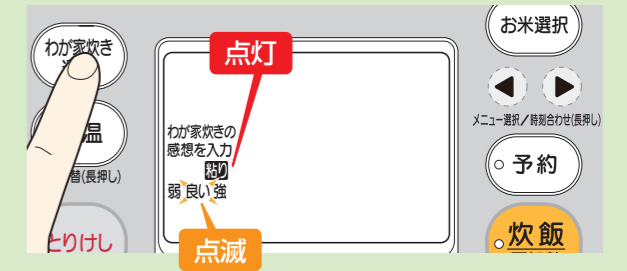 わが家炊き
お米選択
点灯
メニュー選択/時刻合わせ(長押し)
温
わが家炊きの
感想を入力
粘り
弱 良い 強
予約
替(長押し)
とりけし
点滅
炊飯